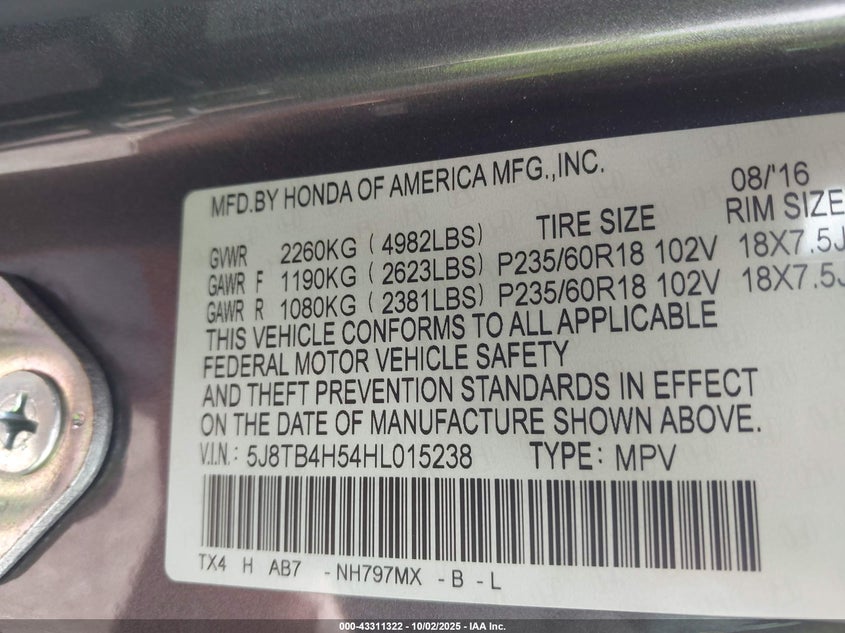 MFD.BY HONDA OF AMERICA MFG.,INC. 08/'16
GVWR 2260KG (4982LBS) TIRE SIZE RIM SIZE
GAWR F 1190KG (2623LBS) P235/60R18 102V 18X7.5J
GAWR R 1080KG (2381LBS) P235/60R18 102V 18X7.5J
THIS VEHICLE CONFORMS TO ALL APPLICABLE
FEDERAL MOTOR VEHICLE SAFETY
AND THEFT PREVENTION STANDARDS IN EFFECT
ON THE DATE OF MANUFACTURE SHOWN ABOVE.
V.I.N.: 5J8TB4H54HL015238 TYPE: MPV
TX4 H AB7 -NH797MX -B -L
000-43311322 - 10/02/2025 - IAA Inc.